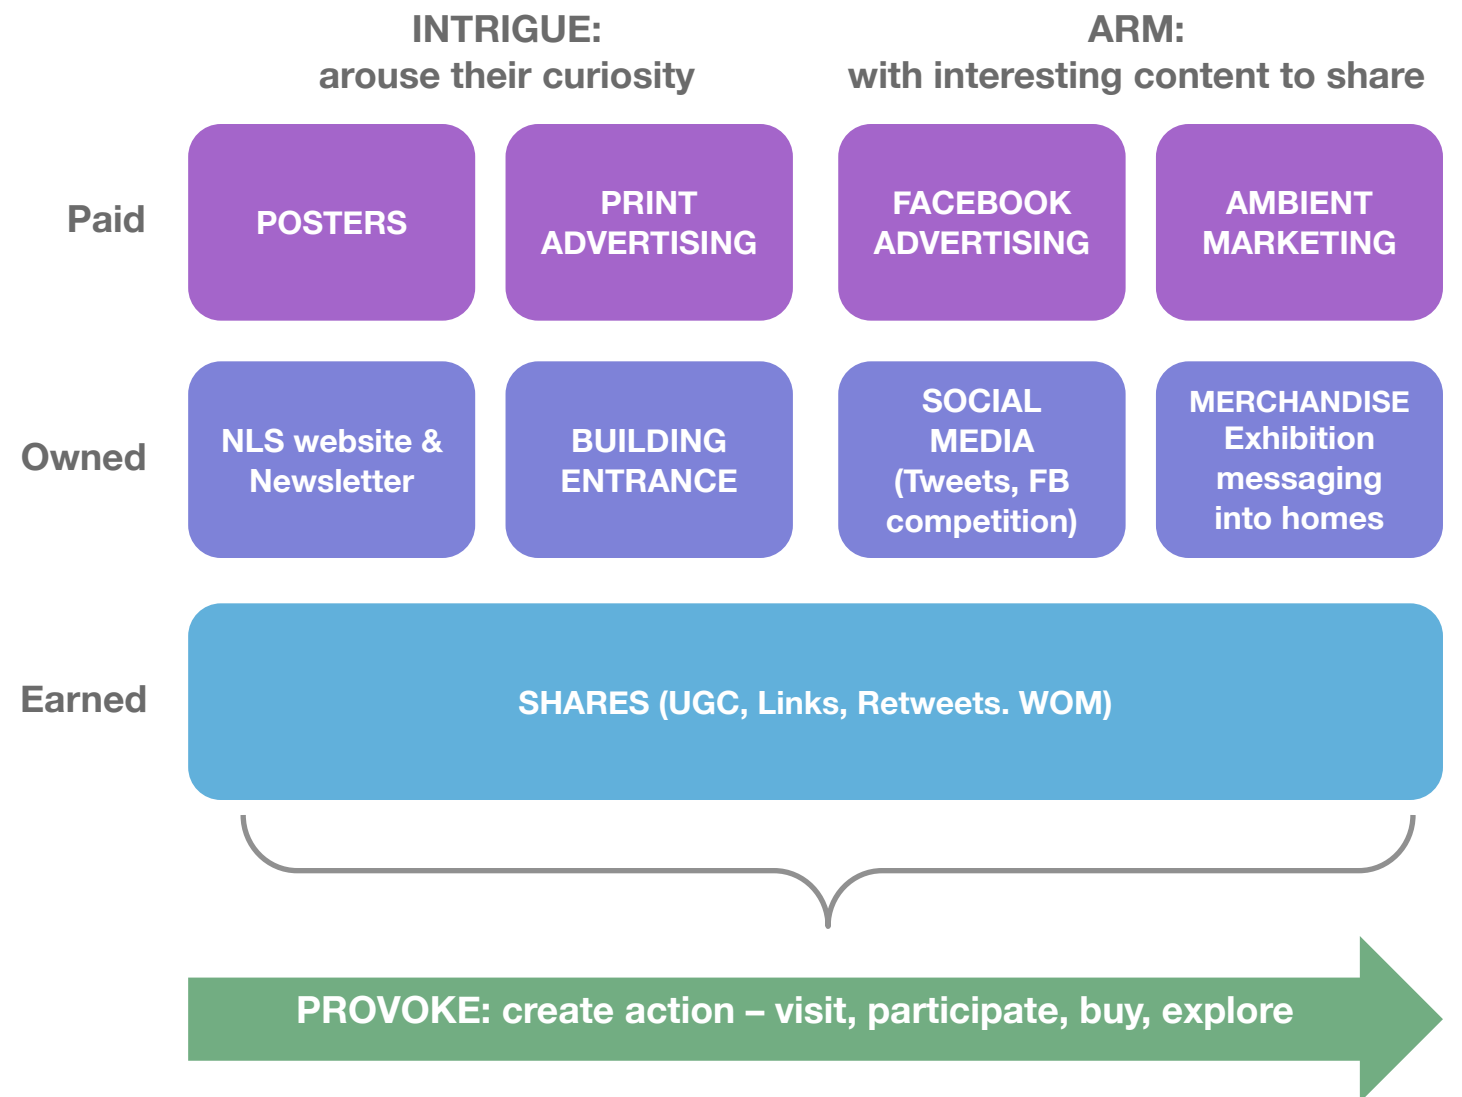 INTRIGUE:
arouse their curiosity
ARM:
with interesting content to share
Paid
POSTERS
PRINT
ADVERTISING
FACEBOOK
ADVERTISING
AMBIENT
MARKETING
Owned
NLS website &
Newsletter
BUILDING
ENTRANCE
SOCIAL
MEDIA
(Tweets, FB
competition)
MERCHANDISE
Exhibition
messaging
into homes
Earned
SHARES (UGC, Links, Retweets. WOM)
PROVOKE: create action – visit, participate, buy, explore